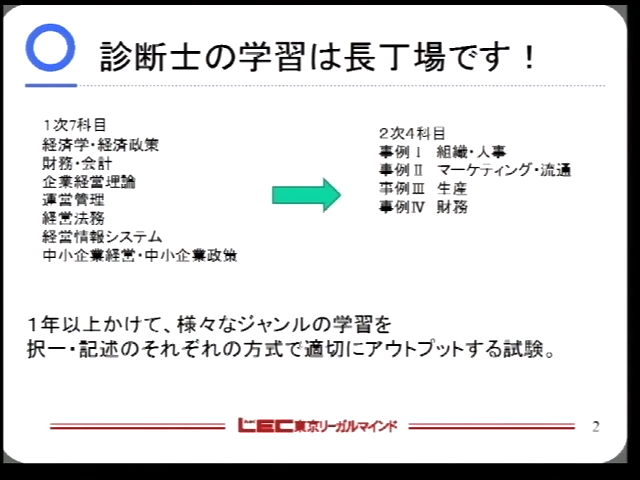 診断士の学習は長丁場です！
１次7科目
経済学・経済政策
財務・会計
企業経営理論
運営管理
経営法務
経営情報システム
中小企業経営・中小企業政策
２次４科目
事例Ⅰ　組織・人事
事例Ⅱ　マーケティング・流通
事例Ⅲ　生産
事例Ⅳ　財務
１年以上かけて、様々なジャンルの学習を
択一・記述のそれぞれの方式で適切にアウトプットする試験。
LEC東京リーガルマインド
2